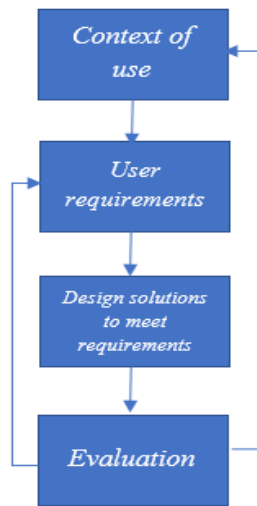 Context of
use
User
requirements
Design solutions
to meet
requirements
Evaluation